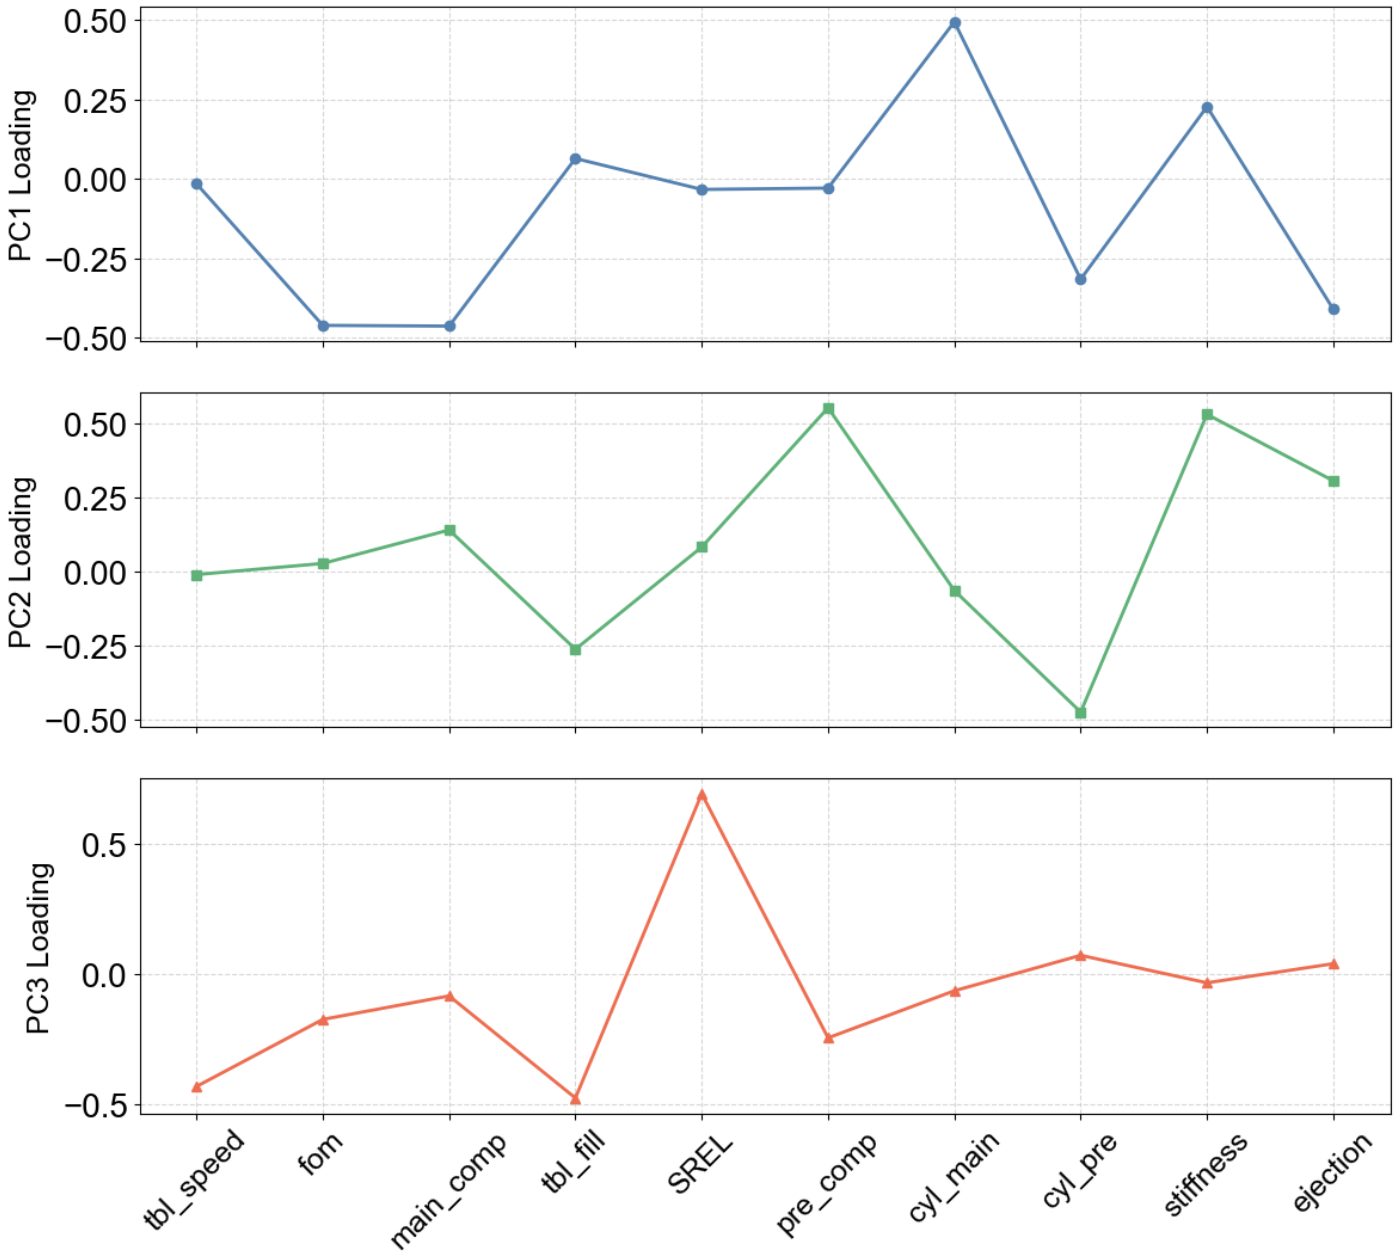 PC1 Loading
0.50
0.25
0.00
−0.25
−0.50
PC2 Loading
0.50
0.25
0.00
−0.25
−0.50
PC3 Loading
0.5
0.0
−0.5
tbl_speed
fom
main_comp
tbl_fill
SREL
pre_comp
cyl_main
cyl_pre
stiffness
ejection